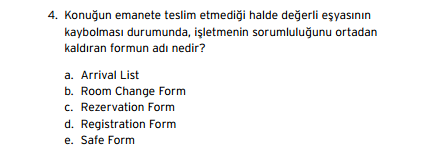 4. Konuğun emanete teslim etmediği halde değerli eşyasının
kaybolması durumunda, işletmenin sorumluluğunu ortadan
kaldıran formun adı nedir?
a. Arrival List
b. Room Change Form
c. Rezervation Form
d. Registration Form
e. Safe Form